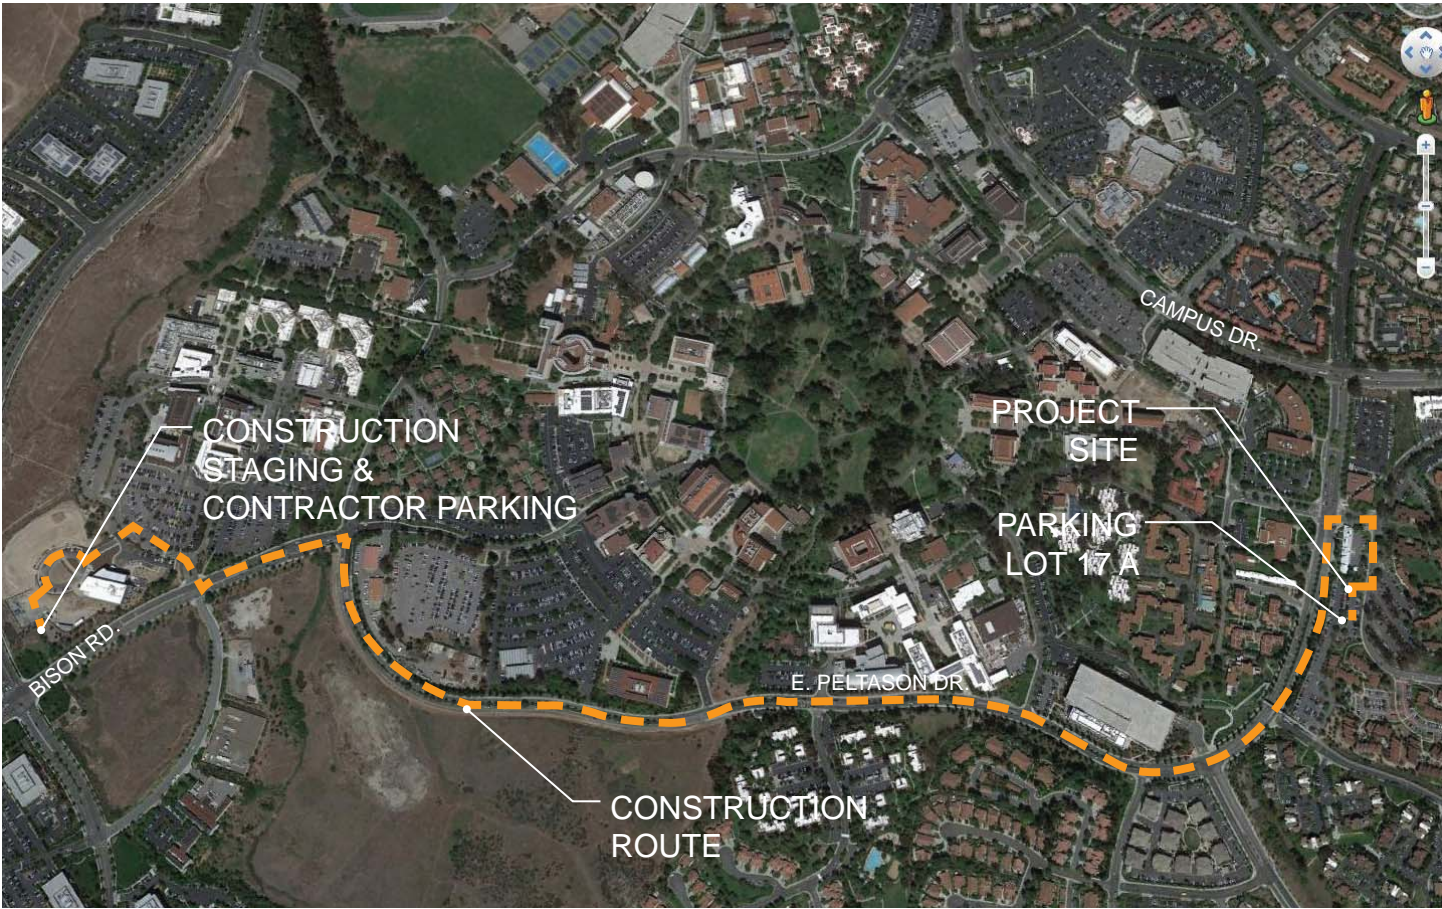 CAMPUS DR.
PROJECT
SITE
CONSTRUCTION
STAGING &
CONTRACTOR PARKING
PARKING
LOT 17 A
BISON RD.
E. PELTASON DR.
CONSTRUCTION
ROUTE